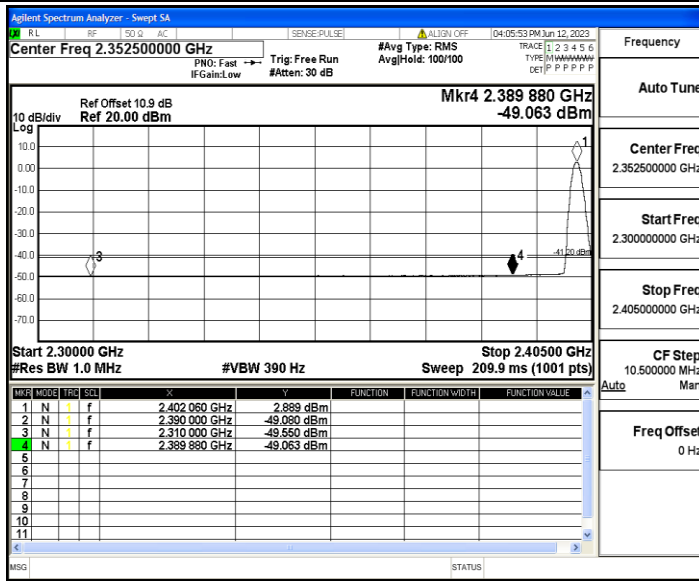 Agilent Spectrum Analyzer - Swept SA
LXI RL RF 50 Ω AC SENSE:PULSE ALIGN OFF 04:05:53 PM Jun 12, 2023
Center Freq 2.352500000 GHz #Avg Type: RMS TRACE 1 2 3 4 5 6
PNO: Fast Trig: Free Run Avg|Hold: 100/100 TYPE M W W W W W
IFGain:Low #Atten: 30 dB DET P P P P P P
Mkr4 2.389 880 GHz
-49.063 dBm
Ref Offset 10.9 dB
10 dB/div Ref 20.00 dBm
Log
10.0
0.00
-10.0
-20.0
-30.0
-40.0
-50.0
-60.0
-70.0
1
3
4
-41.20 dBm
Start 2.30000 GHz Stop 2.40500 GHz
#Res BW 1.0 MHz #VBW 390 Hz Sweep 209.9 ms (1001 pts)
MKR MODE TRC SCL X Y FUNCTION FUNCTION WIDTH FUNCTION VALUE
1 N 1 f 2.402 060 GHz 2.889 dBm
2 N 1 f 2.390 000 GHz -49.080 dBm
3 N 1 f 2.310 000 GHz -49.550 dBm
4 N 1 f 2.389 880 GHz -49.063 dBm
5
6
7
8
9
10
11
MSG STATUS
Frequency
Auto Tune
Center Freq
2.352500000 GHz
Start Freq
2.300000000 GHz
Stop Freq
2.405000000 GHz
CF Step
10.500000 MHz
Auto Man
Freq Offset
0 Hz